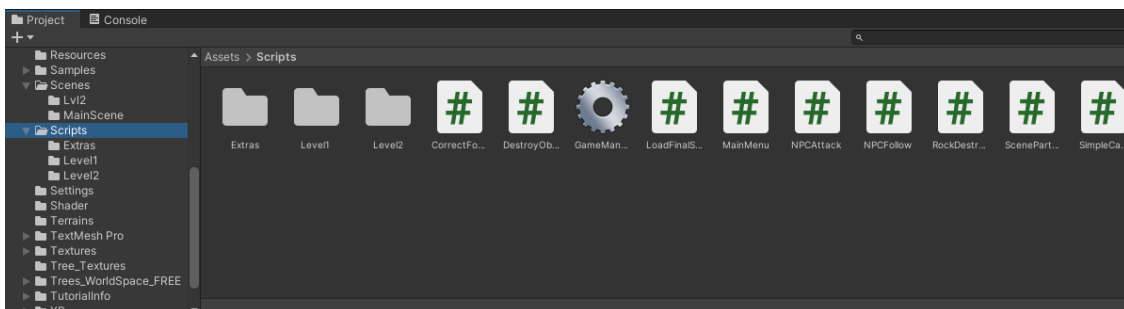 Project Console
Assets > Scripts
Resources
Samples
Scenes
Lvl2
MainScene
Scripts
Extras
Level1
Level2
Settings
Shader
Terrains
TextMesh Pro
Textures
Tree_Textures
Trees_WorldSpace_FREE
TutorialInfo
Extras Level1 Level2 CorrectFo... DestroyOb... GameMan... LoadFinalS... MainMenu NPCAttack NPCFollow RockDestr... ScenePart... SimpleCa...